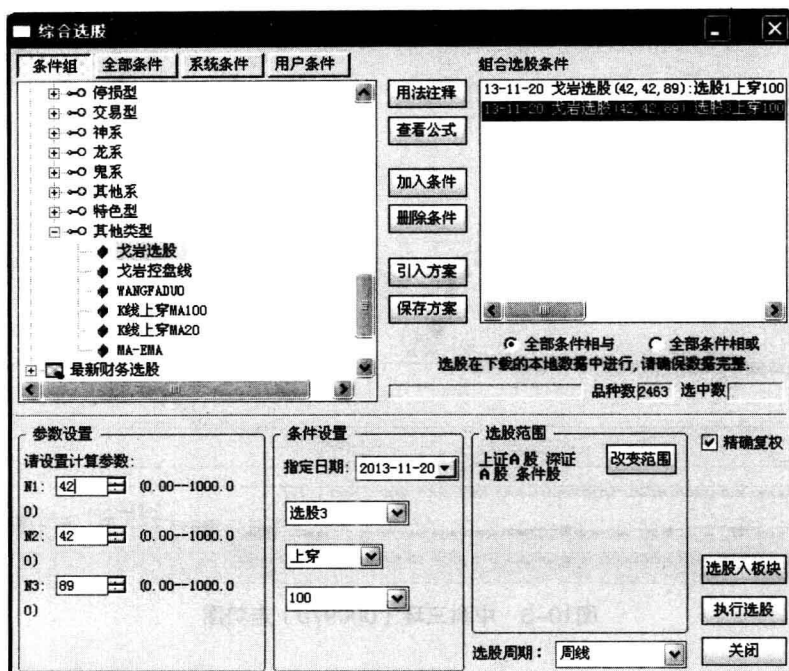 综合选股
条件组 全部条件 系统条件 用户条件
停损型
交易型
神系
龙系
鬼系
其他系
特色型
其他类型
戈岩选股
戈岩控盘线
WANGFADUO
K线上穿MA100
K线上穿MA20
MA-EMA
最新财务选股
用法注释
查看公式
加入条件
删除条件
引入方案
保存方案
组合选股条件
13-11-20 戈岩选股(42,42,89):选股1上穿100
13-11-20 戈岩选股(42,42,89):选股3上穿100
全部条件相与 全部条件相或
选股在下载的本地数据中进行,请确保数据完整
品种数 2463 选中数
参数设置
请设置计算参数:
N1: 42 (0.00--1000.0
0)
N2: 42 (0.00--1000.0
0)
N3: 89 (0.00--1000.0
0)
条件设置
指定日期: 2013-11-20
选股3
上穿
100
选股范围
上证A股 深证
A股 条件股
改变范围
选股周期: 周线
精确复权
选股入板块
执行选股
关闭